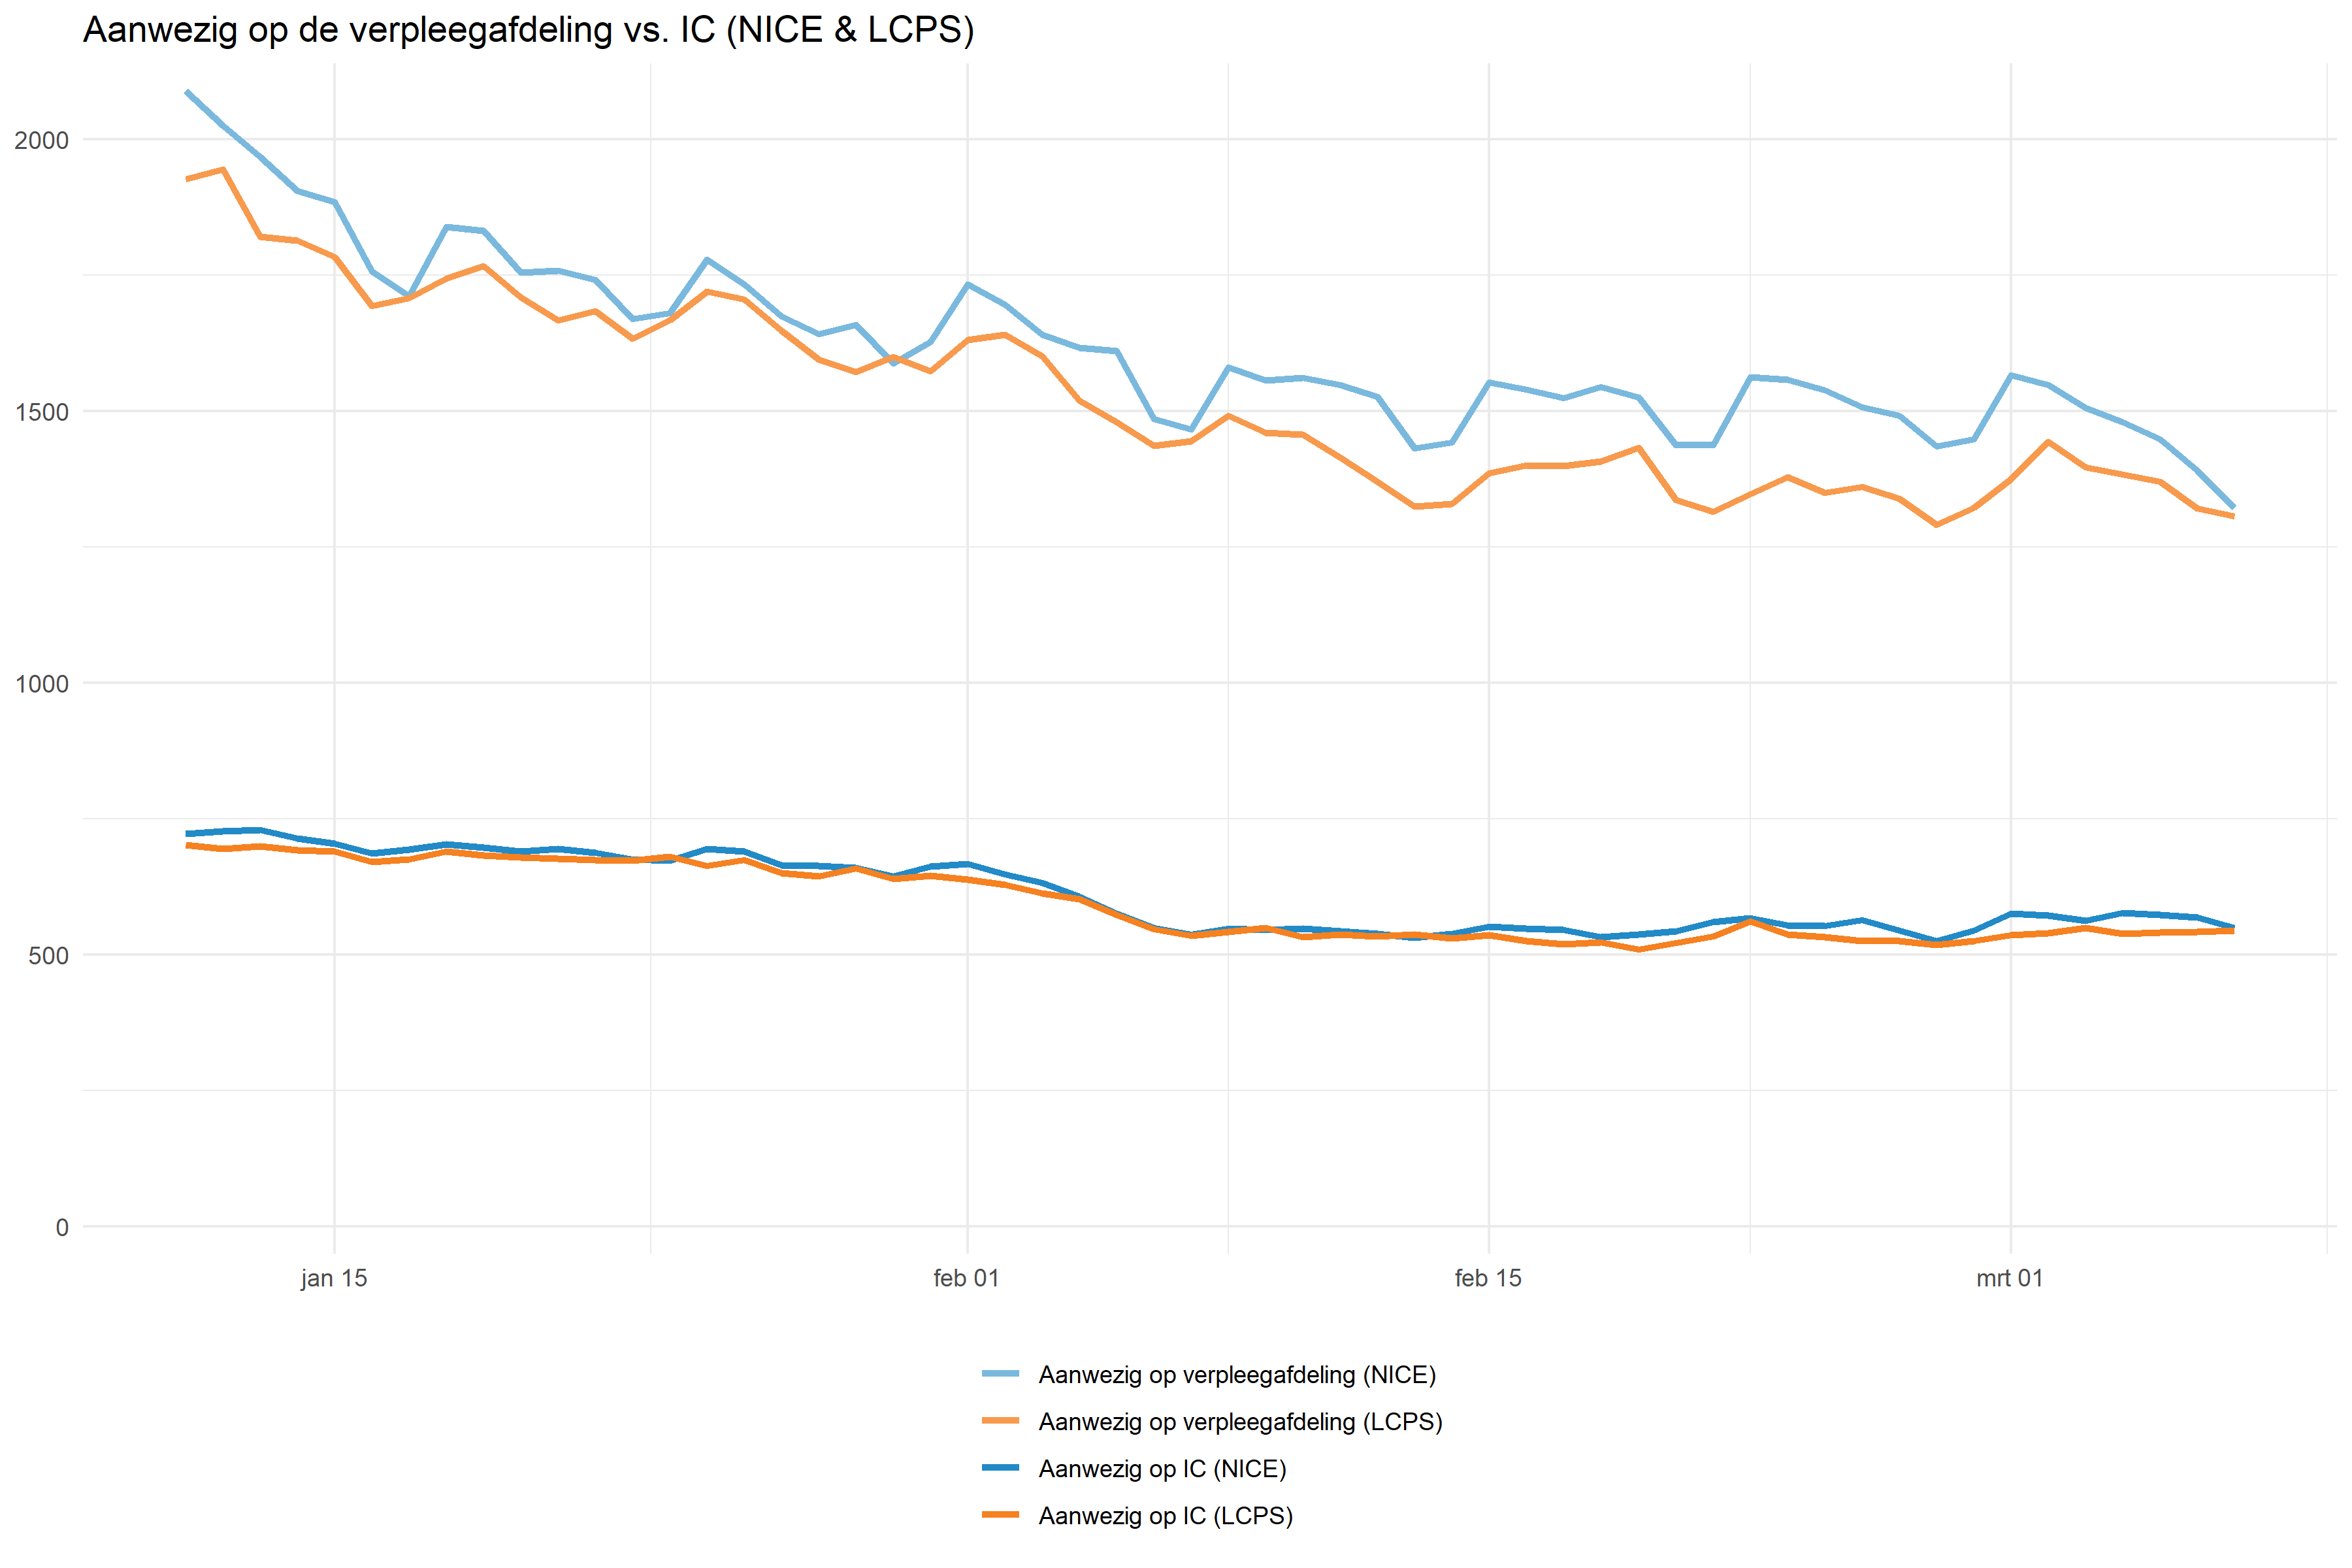 Aanwezig op de verpleegafdeling vs. IC (NICE & LCPS)
2000
1500
1000
500
0
jan 15
feb 01
feb 15
mrt 01
Aanwezig op verpleegafdeling (NICE)
Aanwezig op verpleegafdeling (LCPS)
Aanwezig op IC (NICE)
Aanwezig op IC (LCPS)